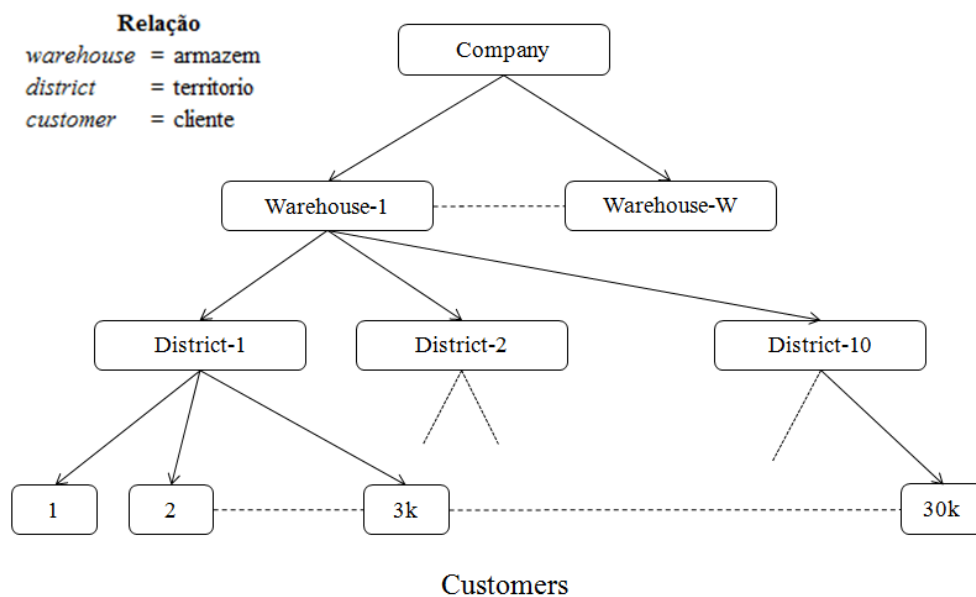 Relação
warehouse = armazem
district = territorio
customer = cliente
Company
Warehouse-1
Warehouse-W
District-1
District-2
District-10
1
2
3k
30k
Customers